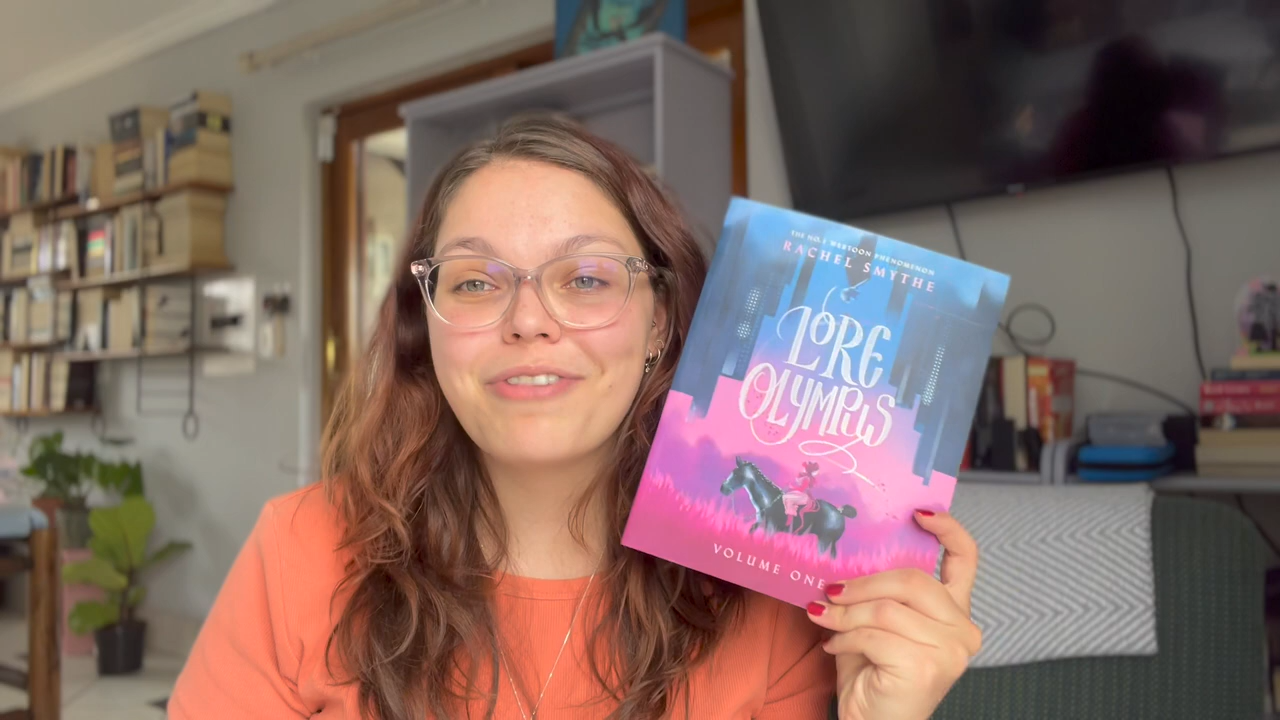 THE NO.1 WEBTOON PHENOMENON
RACHEL SMYTHE
LORE
OLYMPUS
VOLUME ONE